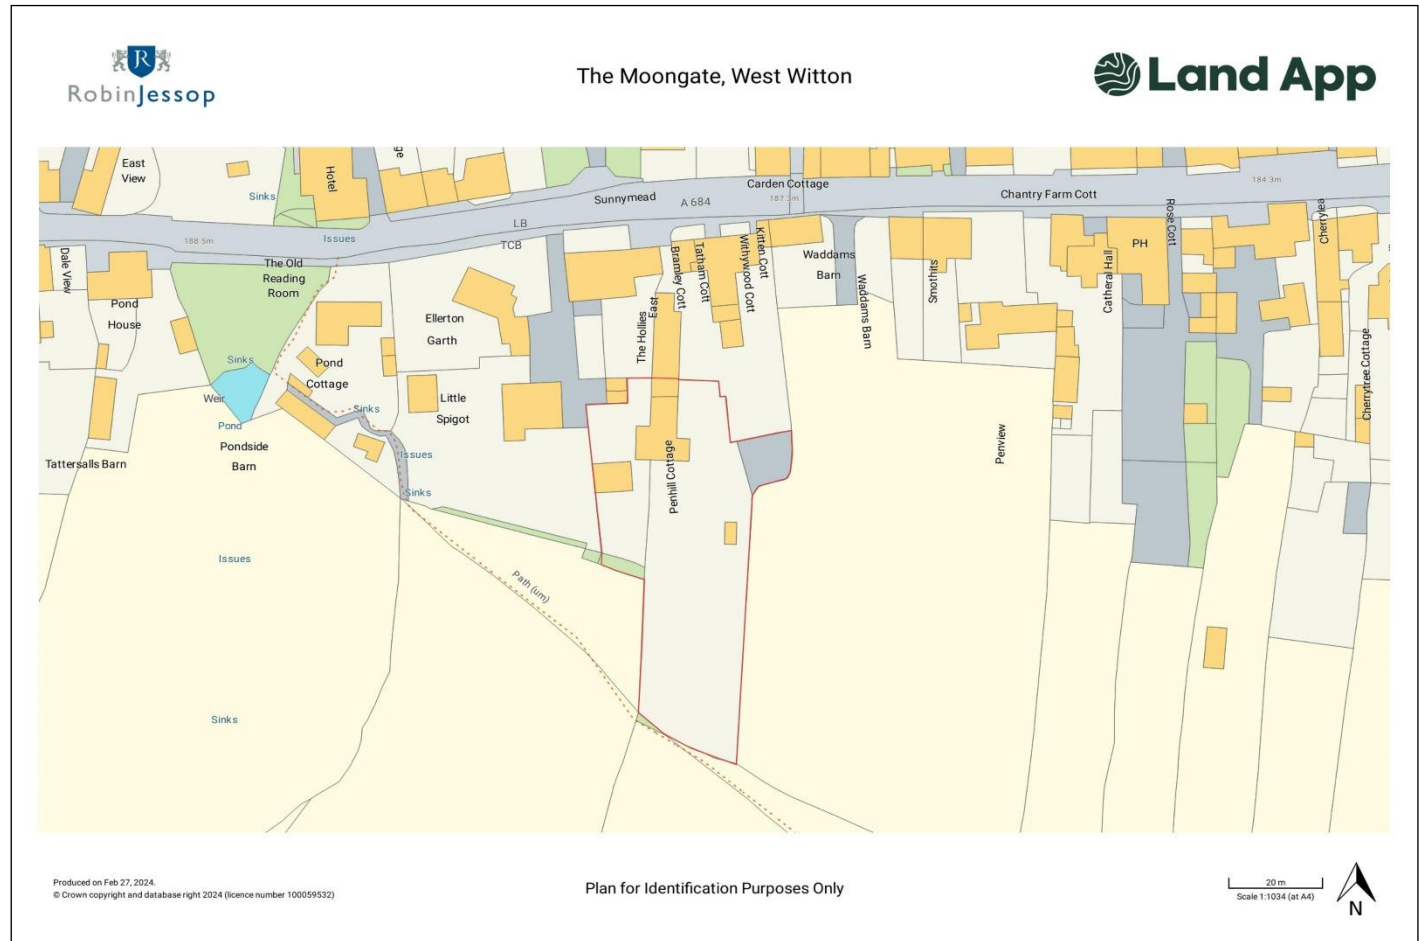 R
RobinJessop
The Moongate, West Witton
Land App
East
View
Hotel
ge
Sinks
Sunnymead
A 684
Carden Cottage
187.3m
Chantry Farm Cott
184.3m
188.5m
Issues
LB
TCB
The Old
Reading
Room
Dale View
Pond
House
Ellerton
Garth
The Hollies
East
Bramley Cott
Tatham Cott
Withywood Cott
Kitten Cott
Waddams
Barn
Waddams Barn
Smothits
Cathral Hall
PH
Rose Cott
Cherrylea
Sinks
Pond
Cottage
Weir
Sinks
Little
Spigot
Pond
Pondside
Barn
Issues
Penhill Cottage
Penview
Cherrytree Cottage
Tattersalls Barn
Sinks
Issues
Path (um)
Sinks
Produced on Feb 27, 2024.
© Crown copyright and database right 2024 (licence number 100059532)
Plan for Identification Purposes Only
20 m
Scale 1:1034 (at A4)
N